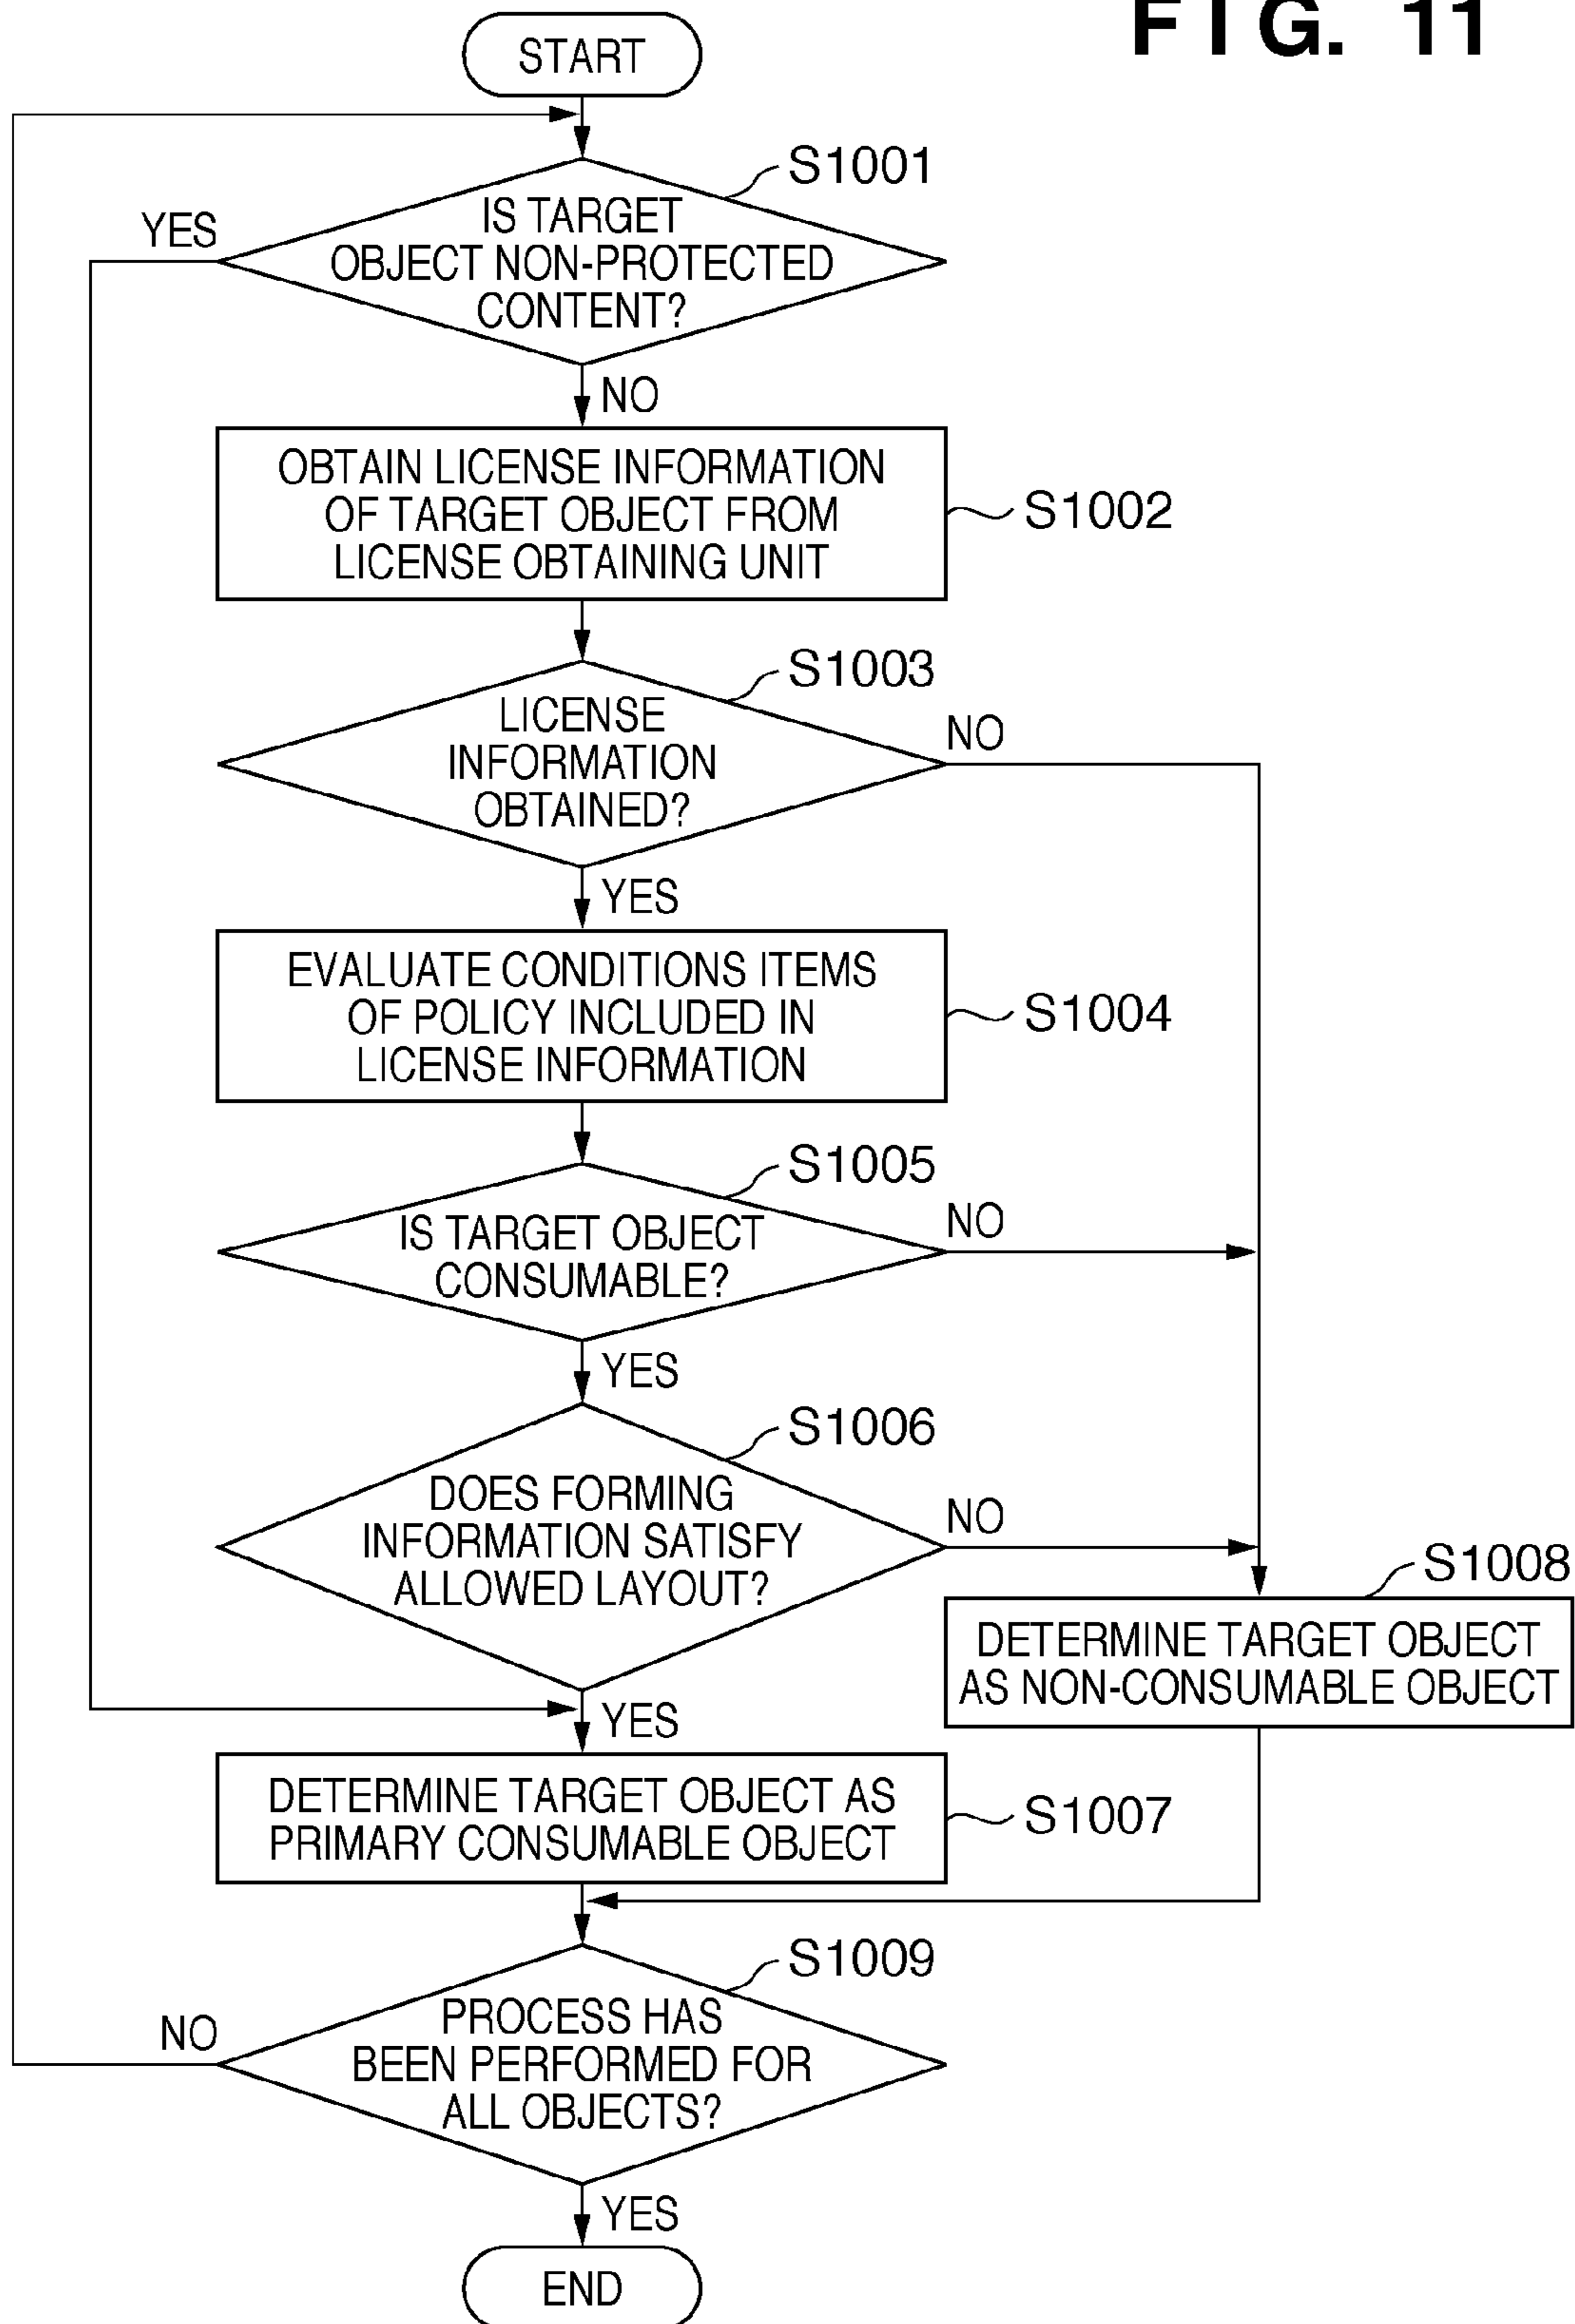 FIG. 11
START
S1001
IS TARGET
OBJECT NON-PROTECTED
CONTENT?
YES
NO
OBTAIN LICENSE INFORMATION
OF TARGET OBJECT FROM
LICENSE OBTAINING UNIT
S1002
S1003
LICENSE
INFORMATION
OBTAINED?
NO
YES
EVALUATE CONDITIONS ITEMS
OF POLICY INCLUDED IN
LICENSE INFORMATION
S1004
S1005
IS TARGET OBJECT
CONSUMABLE?
NO
YES
S1006
DOES FORMING
INFORMATION SATISFY
ALLOWED LAYOUT?
NO
YES
S1008
DETERMINE TARGET OBJECT
AS NON-CONSUMABLE OBJECT
DETERMINE TARGET OBJECT AS
PRIMARY CONSUMABLE OBJECT
S1007
S1009
PROCESS HAS
BEEN PERFORMED FOR
ALL OBJECTS?
NO
YES
END